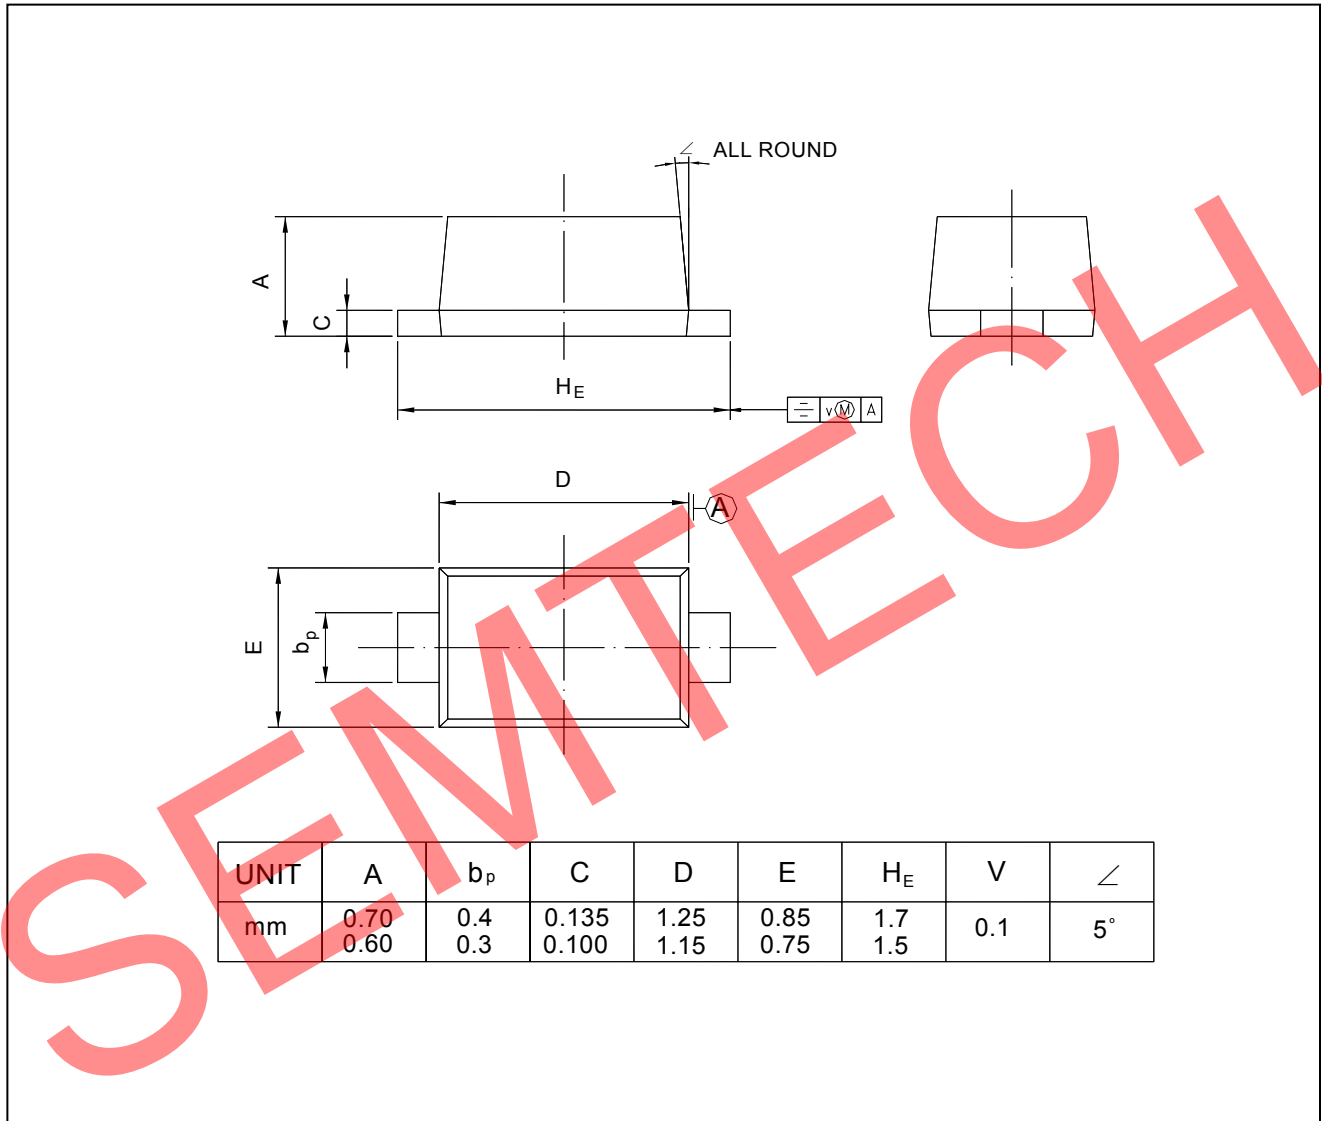 ∠ ALL ROUND
A
C
HE
v Ⓜ A
D
A
E
bp
UNIT A bp C D E HE V ∠
mm 0.70 0.4 0.135 1.25 0.85 1.7 0.1 5°
0.60 0.3 0.100 1.15 0.75 1.5
SEMTECH